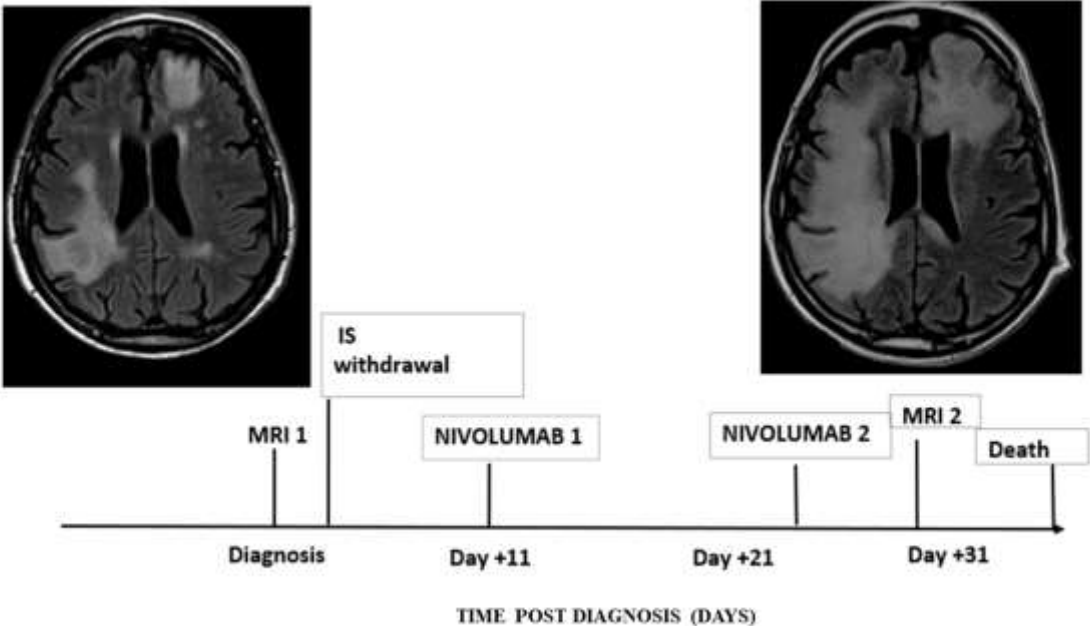 IS
withdrawal
MRI 1
NIVOLUMAB 1
NIVOLUMAB 2
MRI 2
Death
Diagnosis
Day +11
Day +21
Day +31
TIME POST DIAGNOSIS (DAYS)